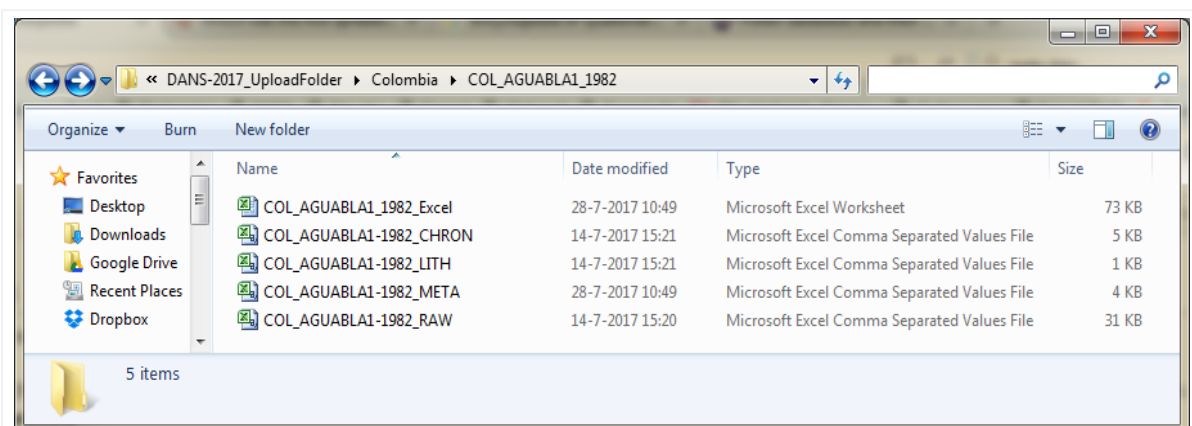 « DANS-2017_UploadFolder Colombia COL_AGUABLA1_1982
Organize Burn New folder
Favorites
Desktop
Downloads
Google Drive
Recent Places
Dropbox
Name Date modified Type Size
COL_AGUABLA1_1982_Excel 28-7-2017 10:49 Microsoft Excel Worksheet 73 KB
COL_AGUABLA1-1982_CHRON 14-7-2017 15:21 Microsoft Excel Comma Separated Values File 5 KB
COL_AGUABLA1-1982_LITH 14-7-2017 15:21 Microsoft Excel Comma Separated Values File 1 KB
COL_AGUABLA1-1982_META 28-7-2017 10:49 Microsoft Excel Comma Separated Values File 4 KB
COL_AGUABLA1-1982_RAW 14-7-2017 15:20 Microsoft Excel Comma Separated Values File 31 KB
5 items